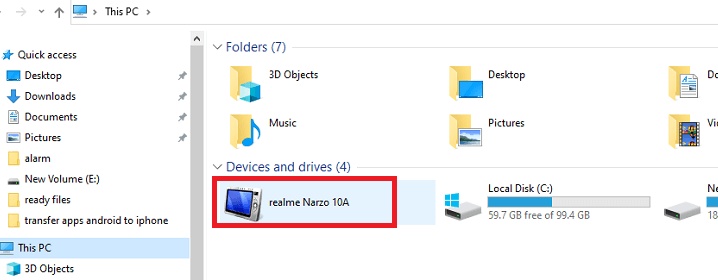 This PC
Quick access
Desktop
Downloads
Documents
Pictures
alarm
New Volume (E:)
ready files
transfer apps android to iphone
This PC
3D Objects
Folders (7)
3D Objects
Desktop
Do
Music
Pictures
Vi
Devices and drives (4)
realme Narzo 10A
Local Disk (C:)
59.7 GB free of 99.4 GB
Ne